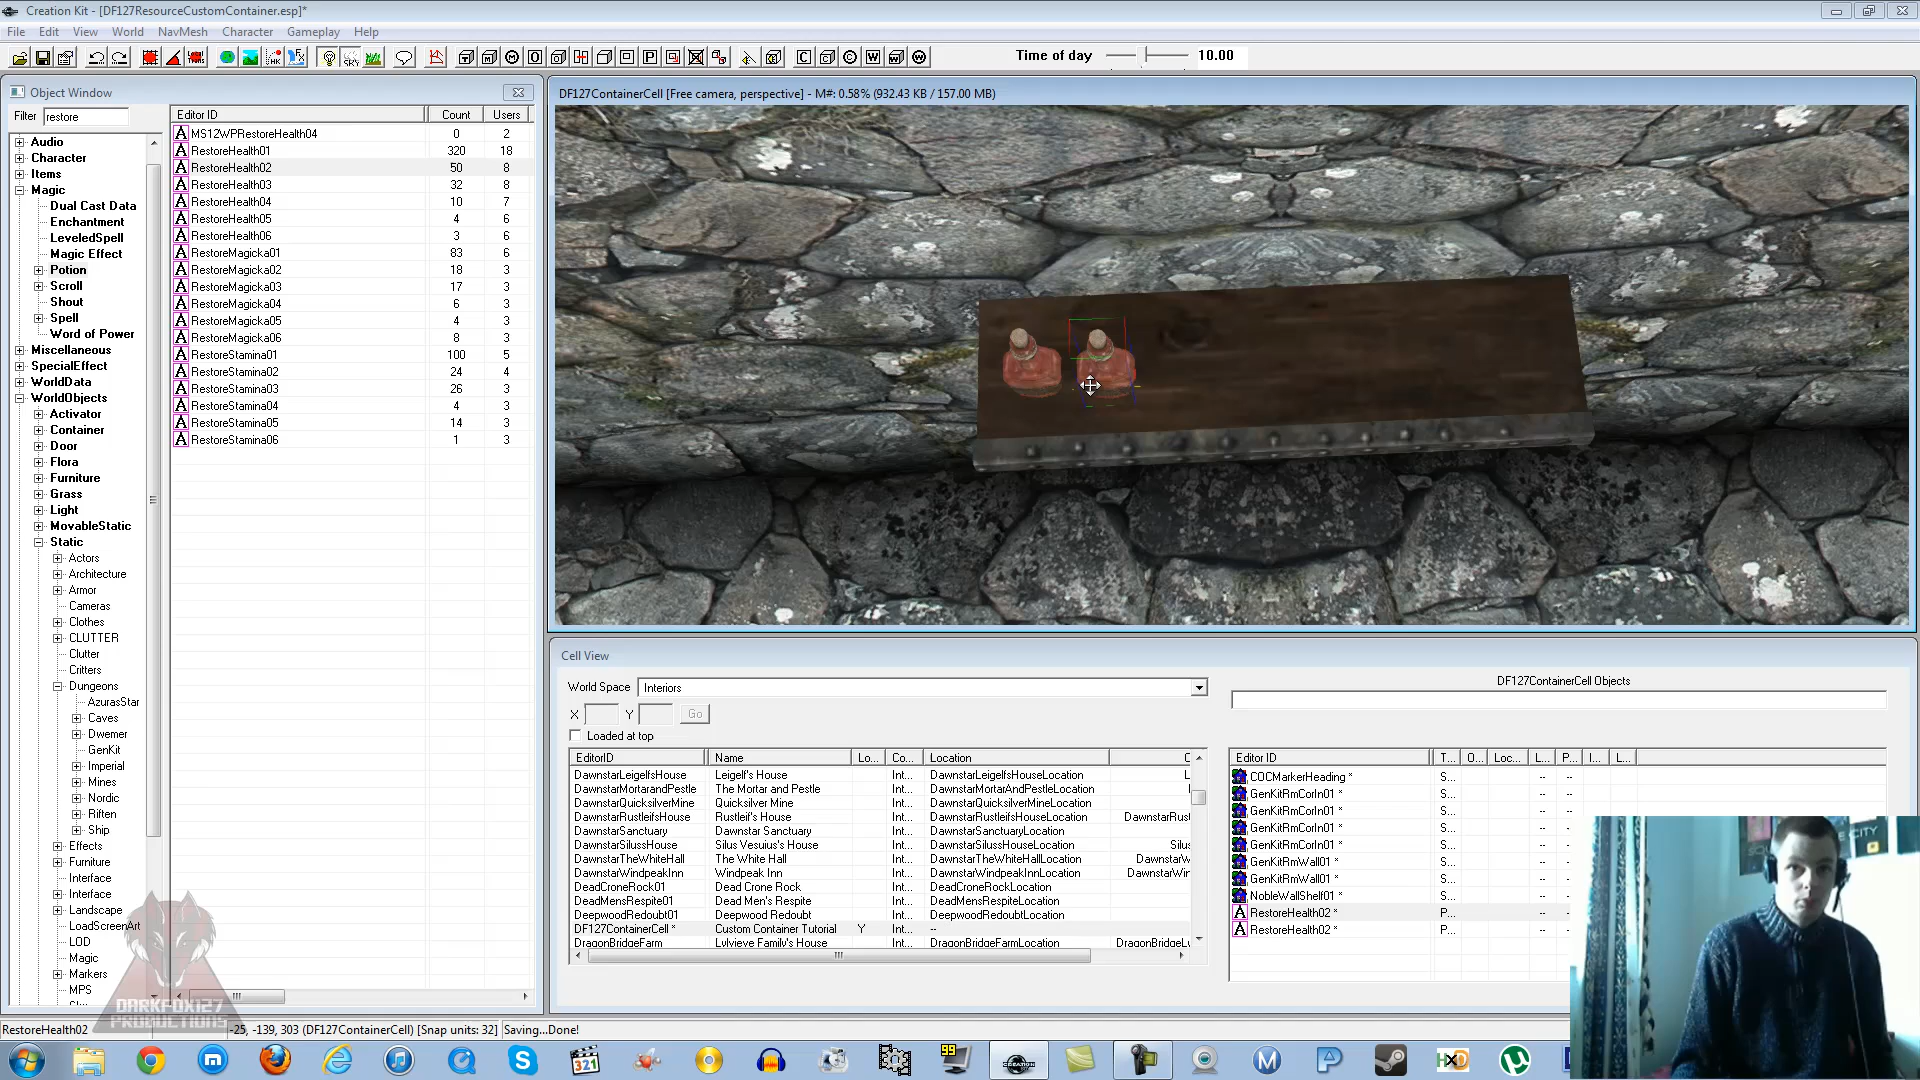 Creation Kit - [DF127ResourceCustomContainer.esp]*
File Edit View World NavMesh Character Gameplay Help
Time of day 10.00
Object Window
Filter restore
Audio
Character
Items
Magic
Dual Cast Data
Enchantment
LeveledSpell
Magic Effect
Potion
Scroll
Shout
Spell
Word of Power
Miscellaneous
SpecialEffect
WorldData
WorldObjects
Activator
Container
Door
Flora
Furniture
Grass
Light
MovableStatic
Static
Actors
Architecture
Armor
Cameras
Clothes
CLUTTER
Clutter
Critters
Dungeons
AzurasStar
Caves
Dwemer
GenKit
Imperial
Mines
Nordic
Riften
Ship
Effects
Furniture
Interface
Interface
Landscape
LoadScreenArt
LOD
Magic
Markers
MPS
Editor ID Count Users
MS12WPRestoreHealth04 0 2
RestoreHealth01 320 18
RestoreHealth02 50 8
RestoreHealth03 32 8
RestoreHealth04 10 7
RestoreHealth05 4 6
RestoreHealth06 3 6
RestoreMagicka01 83 6
RestoreMagicka02 18 3
RestoreMagicka03 17 3
RestoreMagicka04 6 3
RestoreMagicka05 4 3
RestoreMagicka06 8 3
RestoreStamina01 100 5
RestoreStamina02 24 4
RestoreStamina03 26 3
RestoreStamina04 4 3
RestoreStamina05 14 3
RestoreStamina06 1 3
DF127ContainerCell [Free camera, perspective] - M#: 0.58% (932.43 KB / 157.00 MB)
Cell View
World Space Interiors
X Y Go
Loaded at top
EditorID Name Lo... Co... Location
DawnstarLeigelfsHouse Leigelf's House Int... DawnstarLeigelfsHouseLocation L
DawnstarMortarandPestle The Mortar and Pestle Int... DawnstarMortarAndPestleLocation
DawnstarQuicksilverMine Quicksilver Mine Int... DawnstarQuicksilverMineLocation
DawnstarRustleifsHouse Rustleif's House Int... DawnstarRustleifsHouseLocation DawnstarRust
DawnstarSanctuary Dawnstar Sanctuary Int... DawnstarSanctuaryLocation
DawnstarSilussHouse Silus Vesuius's House Int... DawnstarSilussHouseLocation Silus
DawnstarTheWhiteHall The White Hall Int... DawnstarTheWhiteHallLocation DawnstarW
DawnstarWindpeakInn Windpeak Inn Int... DawnstarWindpeakInnLocation DawnstarWin
DeadCroneRock01 Dead Crone Rock Int... DeadCroneRockLocation
DeadMensRespite01 Dead Men's Respite Int... DeadMensRespiteLocation
DeepwoodRedoubt01 Deepwood Redoubt Int... DeepwoodRedoubtLocation
DF127ContainerCell * Custom Container Tutorial Y Int... --
DragonBridgeFarm Lylvieve Family's House Int... DragonBridgeFarmLocation DragonBridgeL
DF127ContainerCell Objects
Editor ID T... O... Loc... L... P... I... L...
COCMarkerHeading * S... -- --
GenKitRmCorIn01 * S... -- --
GenKitRmCorIn01 * S... -- --
GenKitRmCorIn01 * S... -- --
GenKitRmCorIn01 * S... -- --
GenKitRmWall01 * S... --
GenKitRmWall01 * S... --
NobleWallShelf01 * S... --
RestoreHealth02 * P... --
RestoreHealth02 * P... --
DARKFOX127
PRODUCTIONS
RestoreHealth02 -25, -139, 303 (DF127ContainerCell) [Snap units: 32] Saving...Done!
99
321